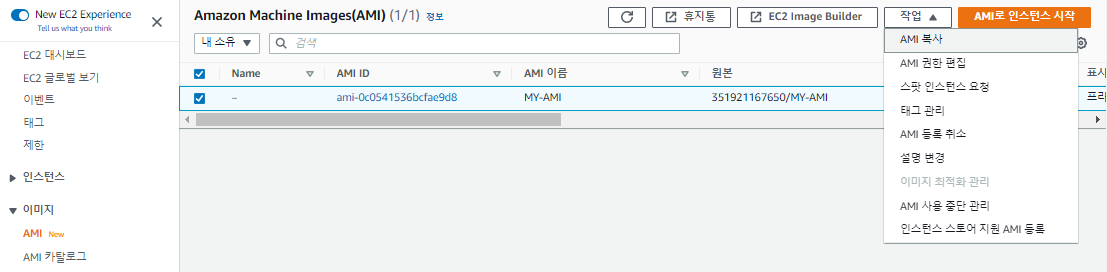 New EC2 Experience
Tell us what you think
EC2 대시보드
EC2 글로벌 보기
이벤트
태그
제한
인스턴스
이미지
AMI New
AMI 카탈로그
Amazon Machine Images(AMI) (1/1) 정보
휴지통
EC2 Image Builder
작업
AMI로 인스턴스 시작
내 소유
검색
Name
AMI ID
AMI 이름
원본
표시
–
ami-0c0541536bcfae9d8
MY-AMI
351921167650/MY-AMI
프리
AMI 복사
AMI 권한 편집
스팟 인스턴스 요청
태그 관리
AMI 등록 취소
설명 변경
이미지 최적화 관리
AMI 사용 중단 관리
인스턴스 스토어 지원 AMI 등록